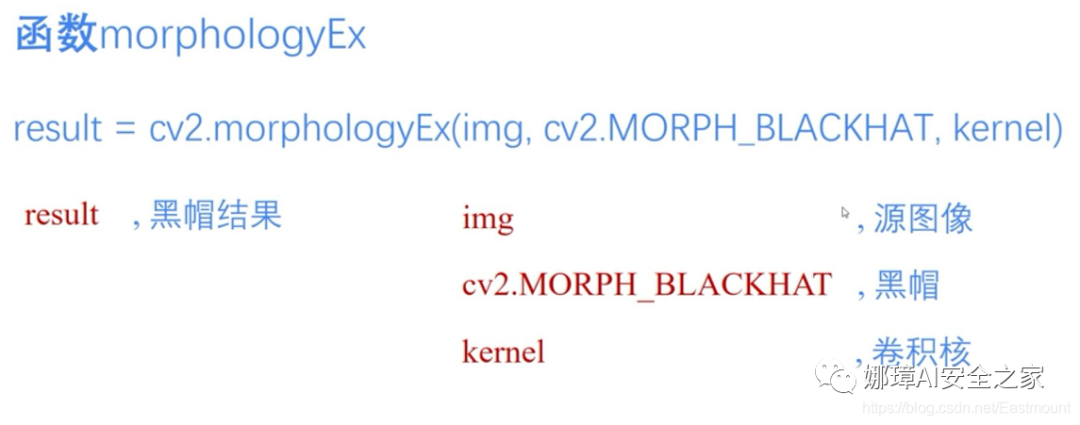 函数morphologyEx
result = cv2.morphologyEx(img, cv2.MORPH_BLACKHAT, kernel)
result , 黑帽结果 img , 源图像
cv2.MORPH_BLACKHAT , 黑帽
kernel , 卷积核
娜璋AI安全之家
https://blog.csdn.net/Eastmount